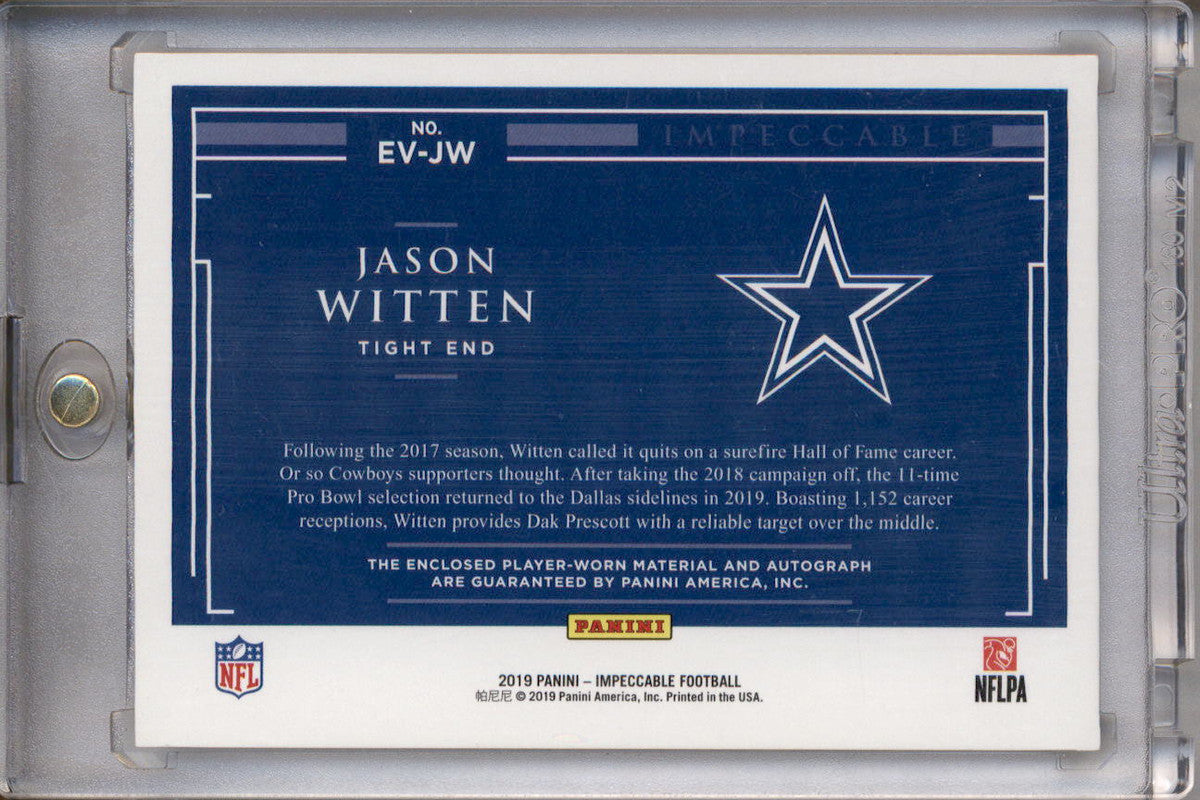 NO.
EV-JW
IMPECCABLE
JASON
WITTEN
TIGHT END
Following the 2017 season, Witten called it quits on a surefire Hall of Fame career.
Or so Cowboys supporters thought. After taking the 2018 campaign off, the 11-time
Pro Bowl selection returned to the Dallas sidelines in 2019. Boasting 1,152 career
receptions, Witten provides Dak Prescott with a reliable target over the middle.
THE ENCLOSED PLAYER-WORN MATERIAL AND AUTOGRAPH
ARE GUARANTEED BY PANINI AMERICA, INC.
PANINI
NFL
2019 PANINI – IMPECCABLE FOOTBALL
帕尼尼 © 2019 Panini America, Inc. Printed in the USA.
NFLPA
Ultra PRO